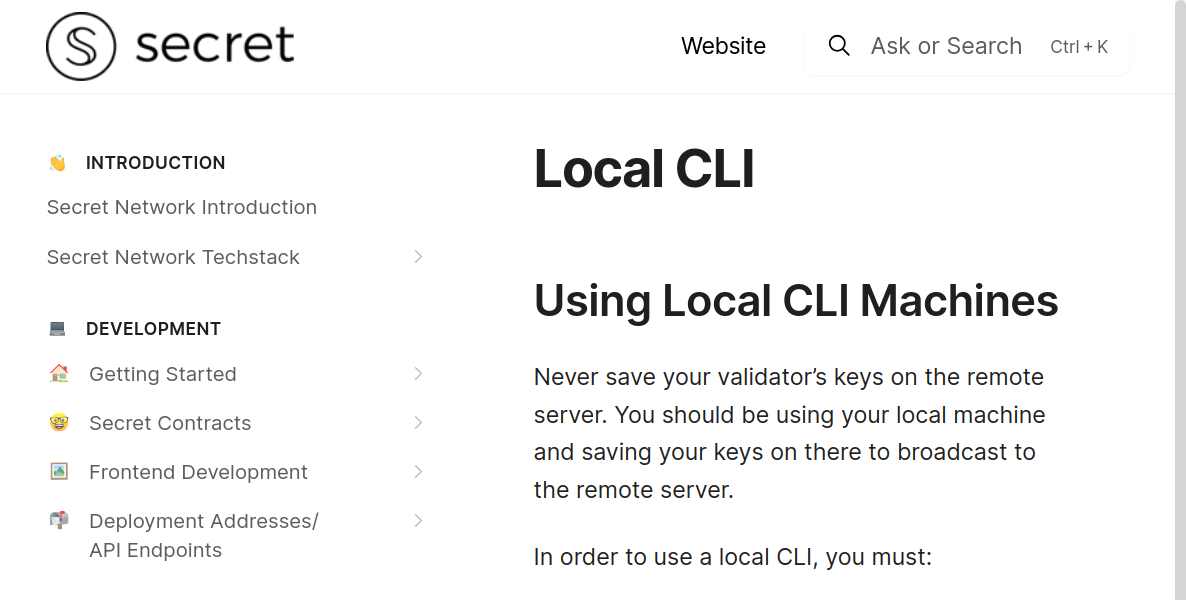 secret
Website
Ask or Search
Ctrl + K
INTRODUCTION
Secret Network Introduction
Secret Network Techstack
DEVELOPMENT
Getting Started
Secret Contracts
Frontend Development
Deployment Addresses/
API Endpoints
Local CLI
Using Local CLI Machines
Never save your validator’s keys on the remote
server. You should be using your local machine
and saving your keys on there to broadcast to
the remote server.
In order to use a local CLI, you must: